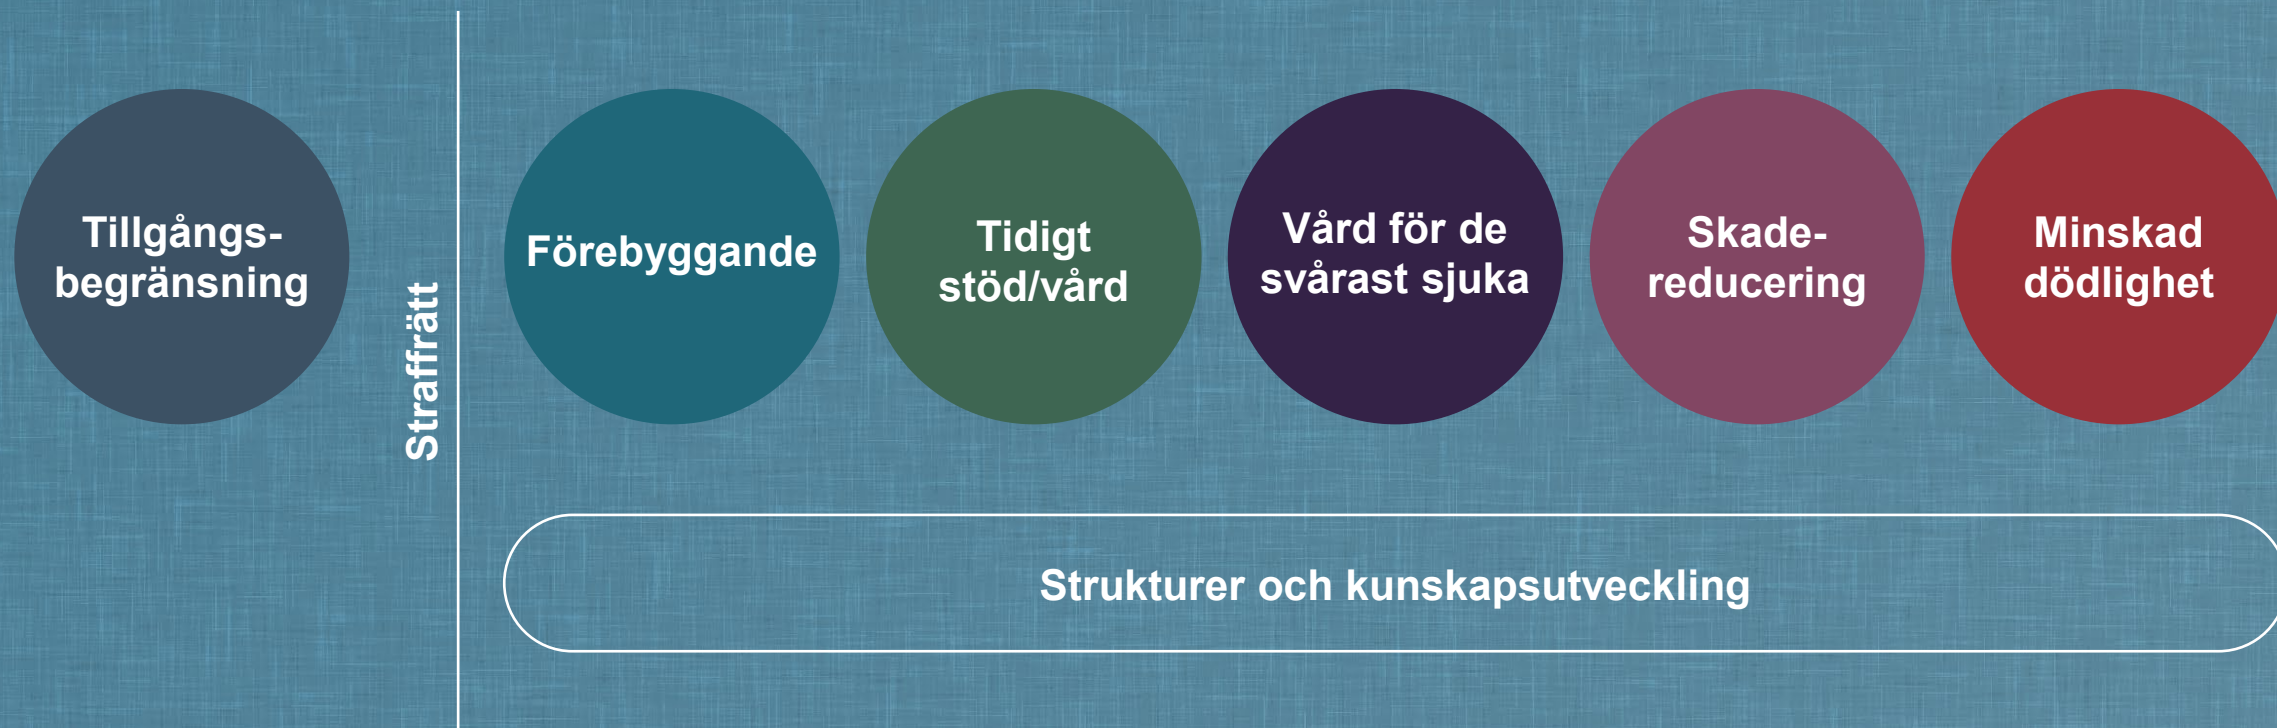 Tillgångs-
begränsning
Straffrätt
Förebyggande
Tidigt
stöd/vård
Vård för de
svårast sjuka
Skade-
reducering
Minskad
dödlighet
Strukturer och kunskapsutveckling